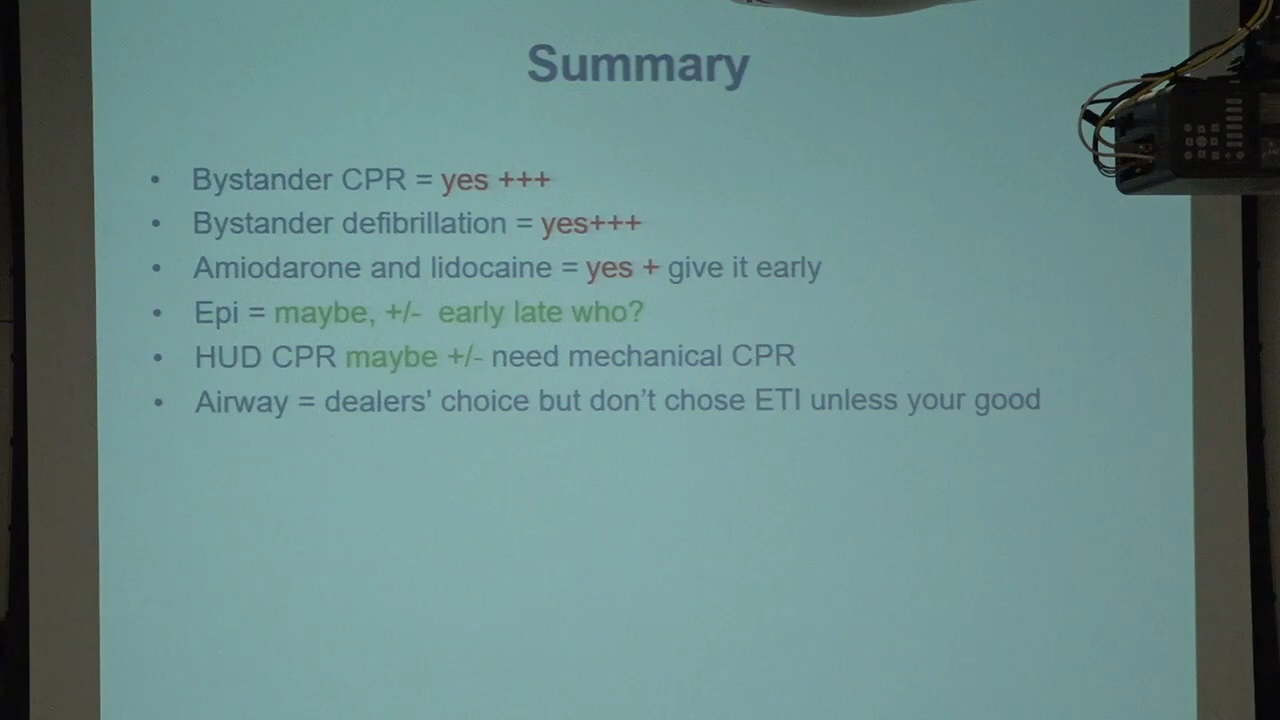 Summary
• Bystander CPR = yes +++
• Bystander defibrillation = yes+++
• Amiodarone and lidocaine = yes + give it early
• Epi = maybe, +/- early late who?
• HUD CPR maybe +/- need mechanical CPR
• Airway = dealers' choice but don't chose ETI unless your good